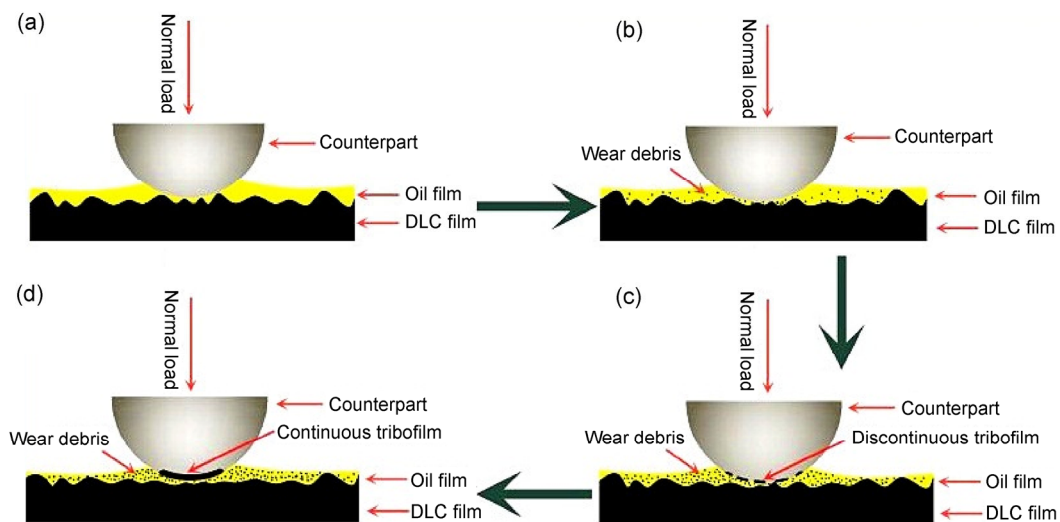 (a)
Normal load
Counterpart
Oil film
DLC film
(b)
Normal load
Counterpart
Wear debris
Oil film
DLC film
(d)
Normal load
Counterpart
Continuous tribofilm
Wear debris
Oil film
DLC film
(c)
Normal load
Counterpart
Discontinuous tribofilm
Wear debris
Oil film
DLC film